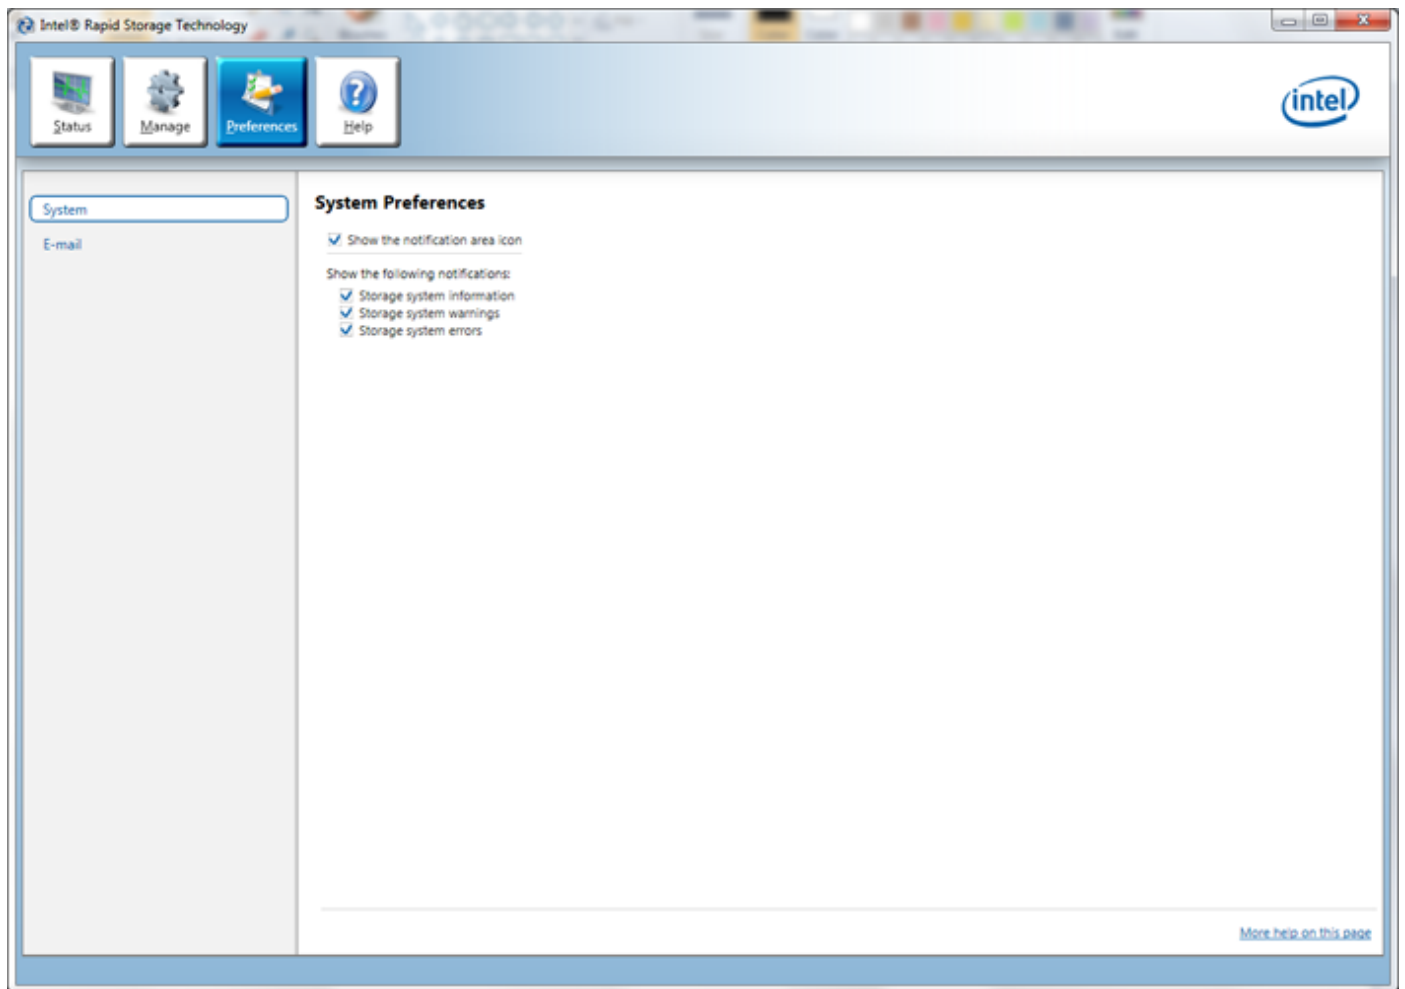 Intel® Rapid Storage Technology
Status
Manage
Preferences
Help
intel
System
E-mail
System Preferences
Show the notification area icon
Show the following notifications:
Storage system information
Storage system warnings
Storage system errors
More help on this page